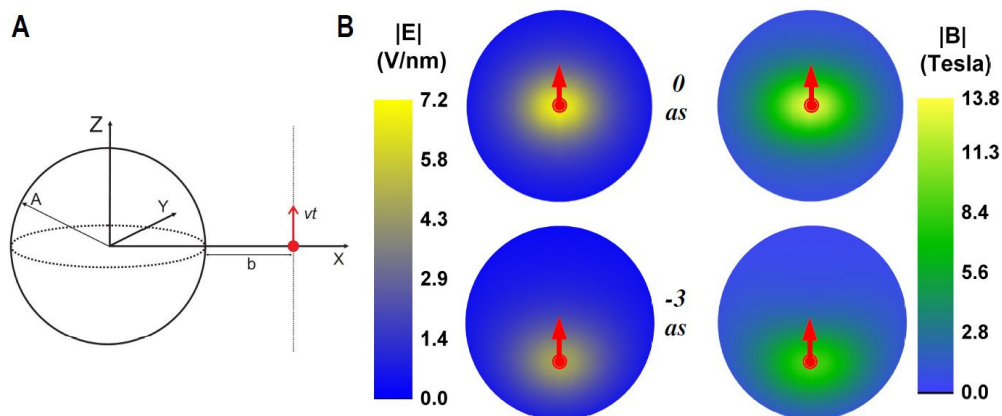 A
Z
A
Y
vt
X
b
B
|E|
(V/nm)
7.2
5.8
4.3
2.9
1.4
0.0
0
as
-3
as
|B|
(Tesla)
13.8
11.3
8.4
5.6
2.8
0.0